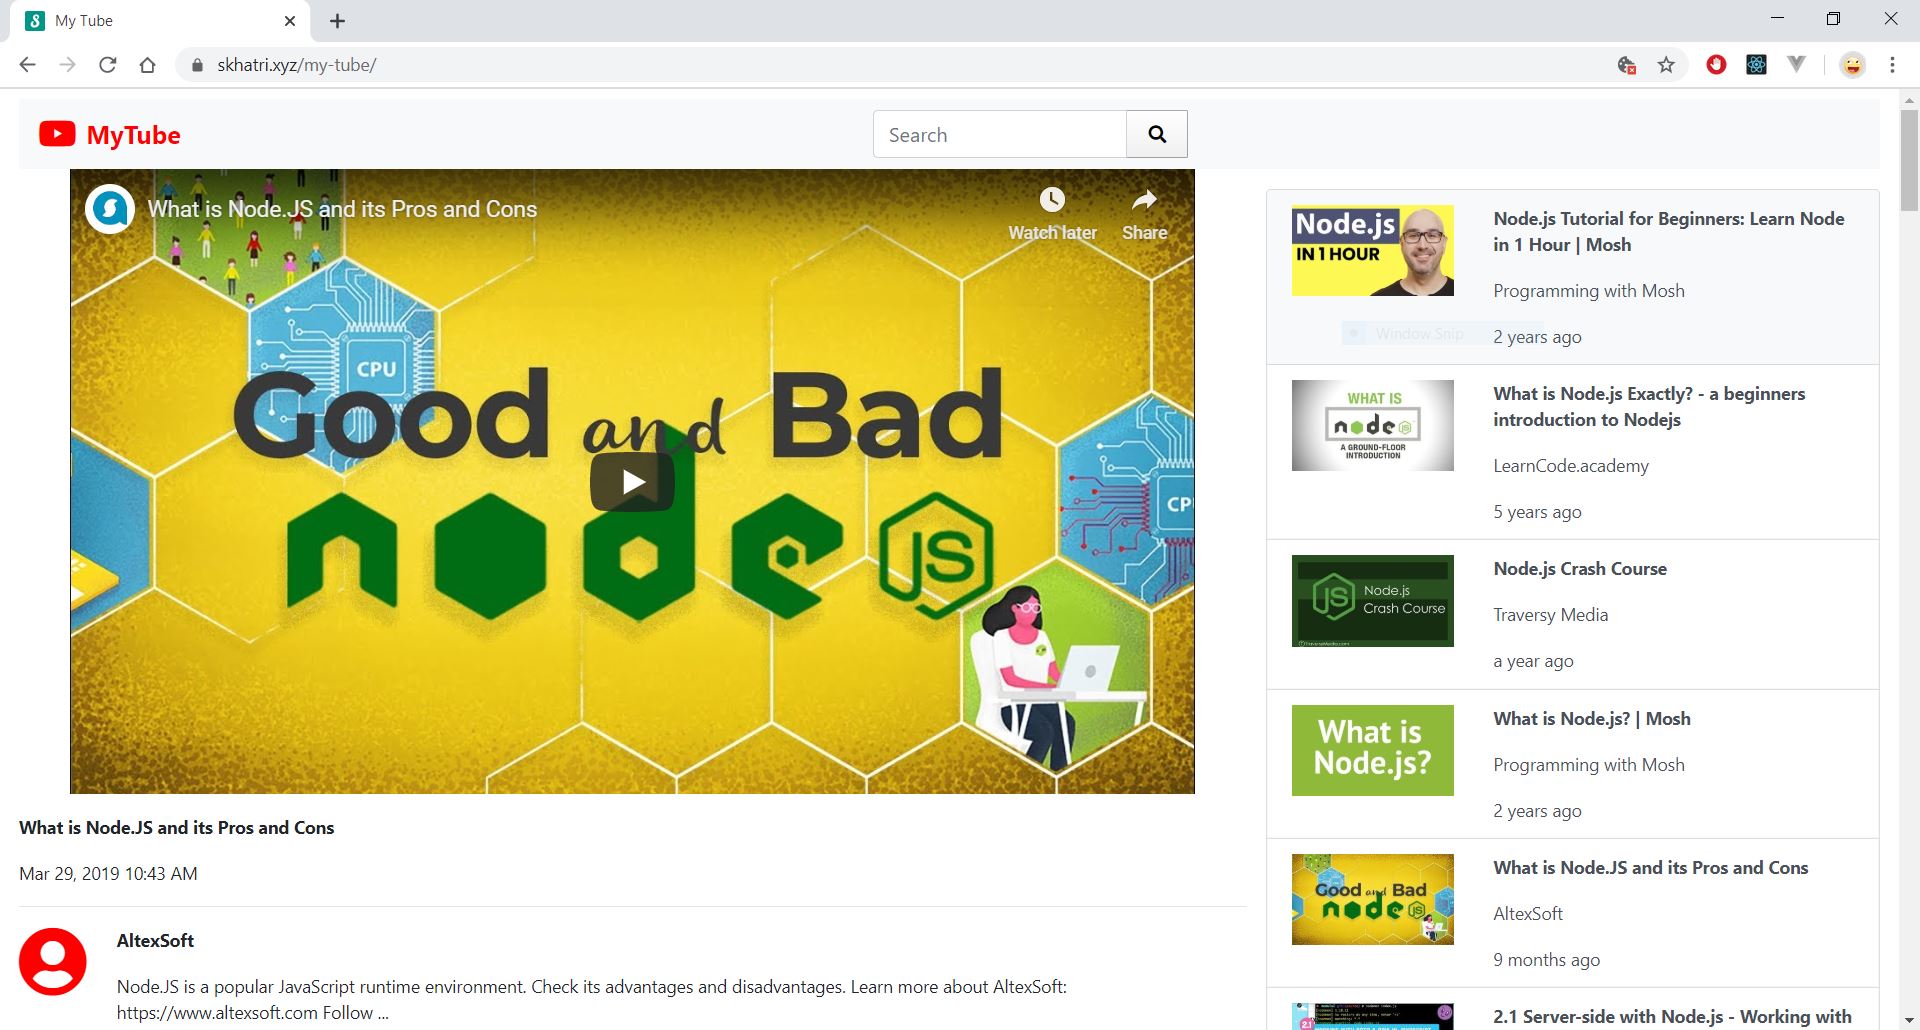 My Tube
skhatri.xyz/my-tube/
MyTube
Search
What is Node.JS and its Pros and Cons
Watch later
Share
CPU
Good and Bad
node JS
CP
What is Node.JS and its Pros and Cons
Mar 29, 2019 10:43 AM
AltexSoft
Node.JS is a popular JavaScript runtime environment. Check its advantages and disadvantages. Learn more about AltexSoft:
https://www.altexsoft.com Follow ...
Node.js
IN 1 HOUR
Node.js Tutorial for Beginners: Learn Node
in 1 Hour | Mosh
Programming with Mosh
Window Snip
2 years ago
WHAT IS
node JS
A GROUND-FLOOR
INTRODUCTION
What is Node.js Exactly? - a beginners
introduction to Nodejs
LearnCode.academy
5 years ago
JS
Node.js
Crash Course
Node.js Crash Course
Traversy Media
a year ago
What is
Node.js?
What is Node.js? | Mosh
Programming with Mosh
2 years ago
Good and Bad
node JS
What is Node.JS and its Pros and Cons
AltexSoft
9 months ago
2.1
2.1 Server-side with Node.js - Working with